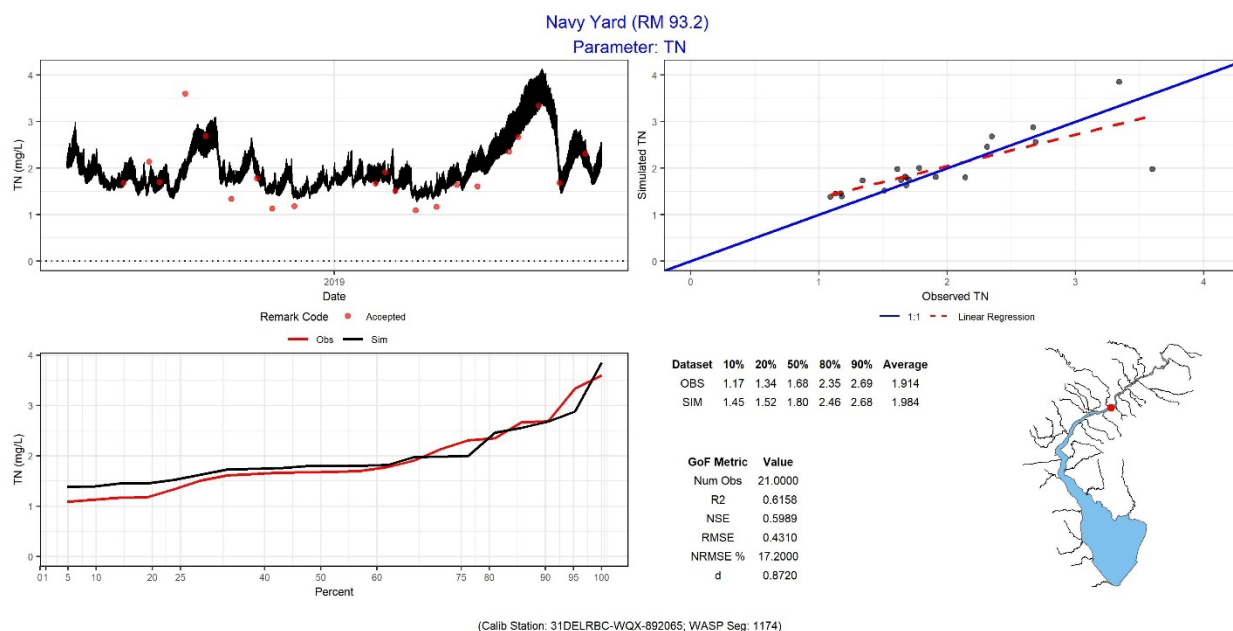 Navy Yard (RM 93.2)
Parameter: TN
4
3
2
1
0
TN (mg/L)
2019
Date
Remark Code Accepted
4
3
2
1
0
Simulated TN
0 1 2 3 4
Observed TN
1:1 Linear Regression
Obs Sim
4
3
2
1
0
TN (mg/L)
0 1 5 10 20 25 40 50 60 75 80 90 95 100
Percent
Dataset 10% 20% 50% 80% 90% Average
OBS 1.17 1.34 1.68 2.35 2.69 1.914
SIM 1.45 1.52 1.80 2.46 2.68 1.984
GoF Metric Value
Num Obs 21.0000
R2 0.6158
NSE 0.5989
RMSE 0.4310
NRMSE % 17.2000
d 0.8720
(Calib Station: 31DELRBC-WQX-892065; WASP Seg: 1174)